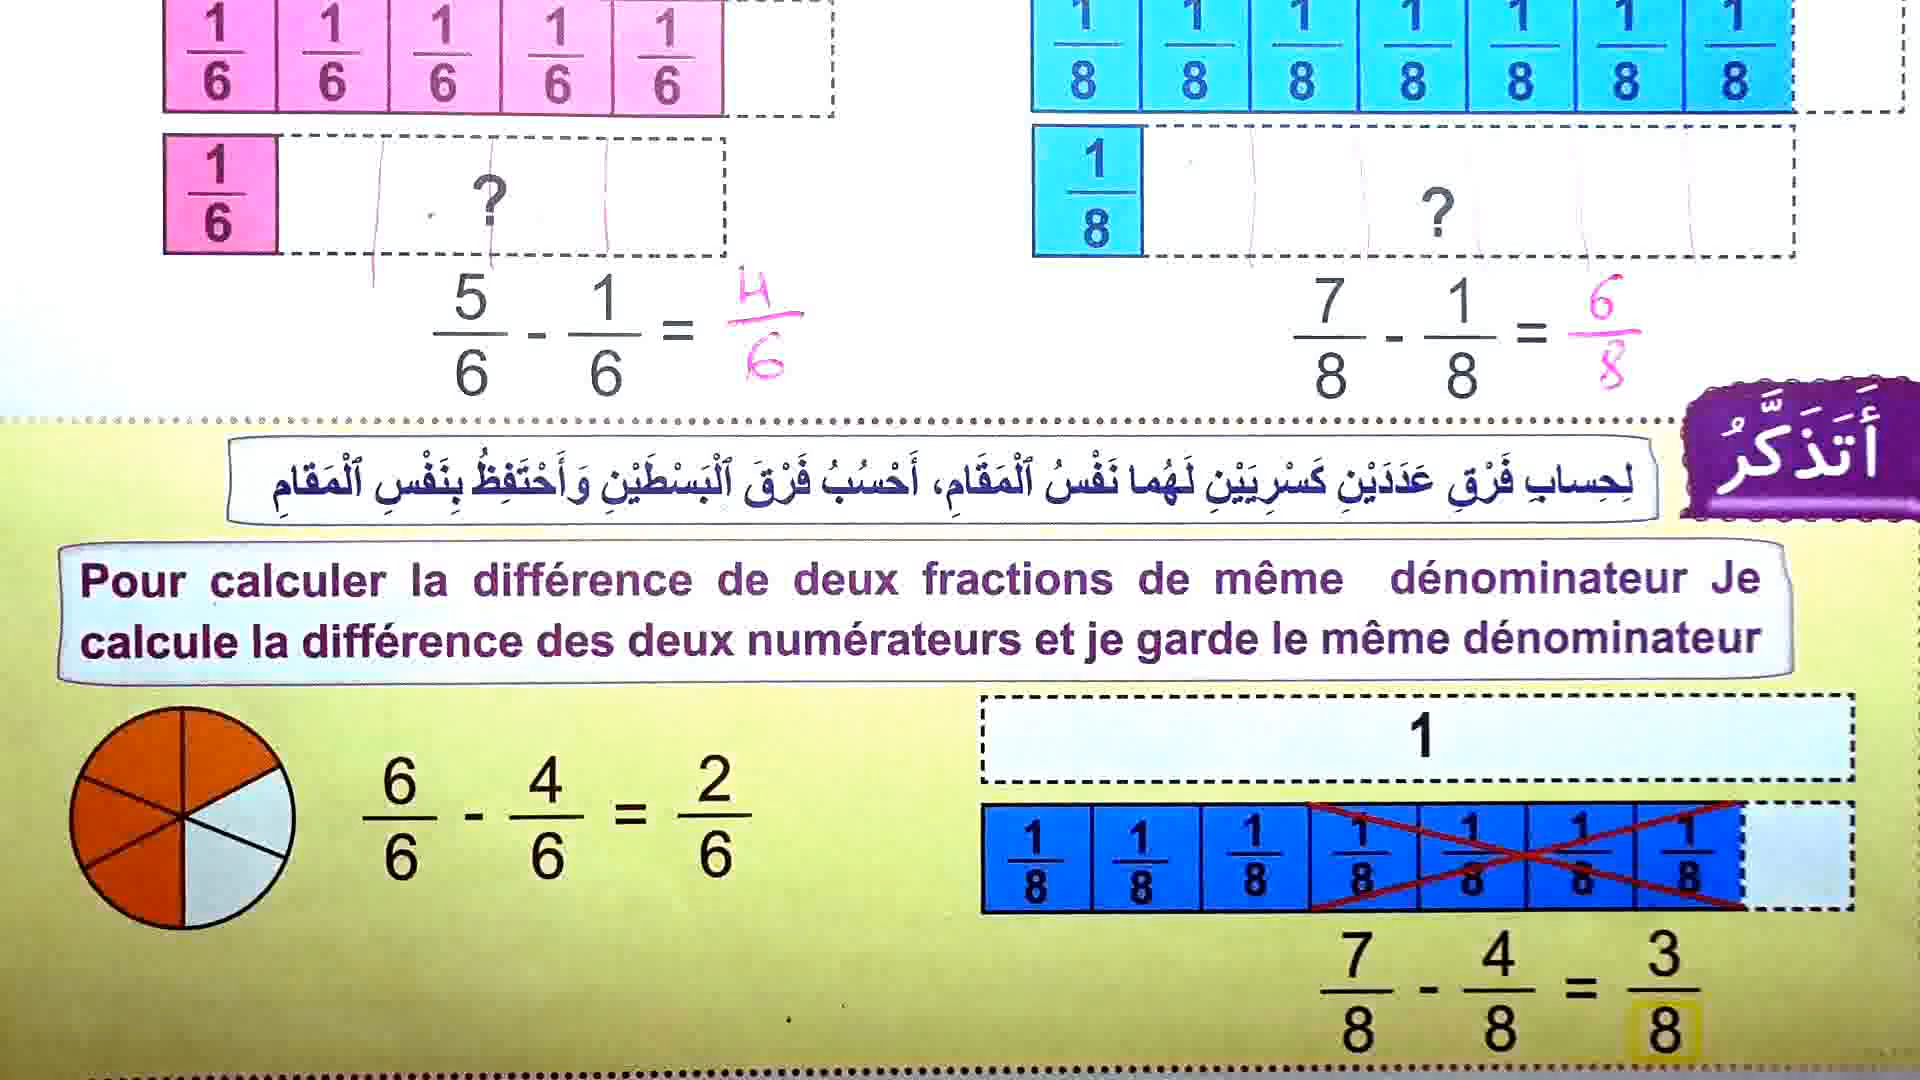 1/6 1/6 1/6 1/6 1/6
1/6 ?
5/6 - 1/6 = 4/6
1/8 1/8 1/8 1/8 1/8 1/8 1/8
1/8 ?
7/8 - 1/8 = 6/8
أَتَذَكَّرُ
لِحِسابِ فَرْقِ عَدَدَيْنِ كَسْرِيَيْنِ لَهُما نَفْسُ ٱلْمَقَامِ، أَحْسُبُ فَرْقَ ٱلْبَسْطَيْنِ وَأَحْتَفِظُ بِنَفْسِ ٱلْمَقامِ
Pour calculer la différence de deux fractions de même dénominateur Je
calcule la différence des deux numérateurs et je garde le même dénominateur
6/6 - 4/6 = 2/6
1
1/8 1/8 1/8 1/8 1/8 1/8 1/8
7/8 - 4/8 = 3/8